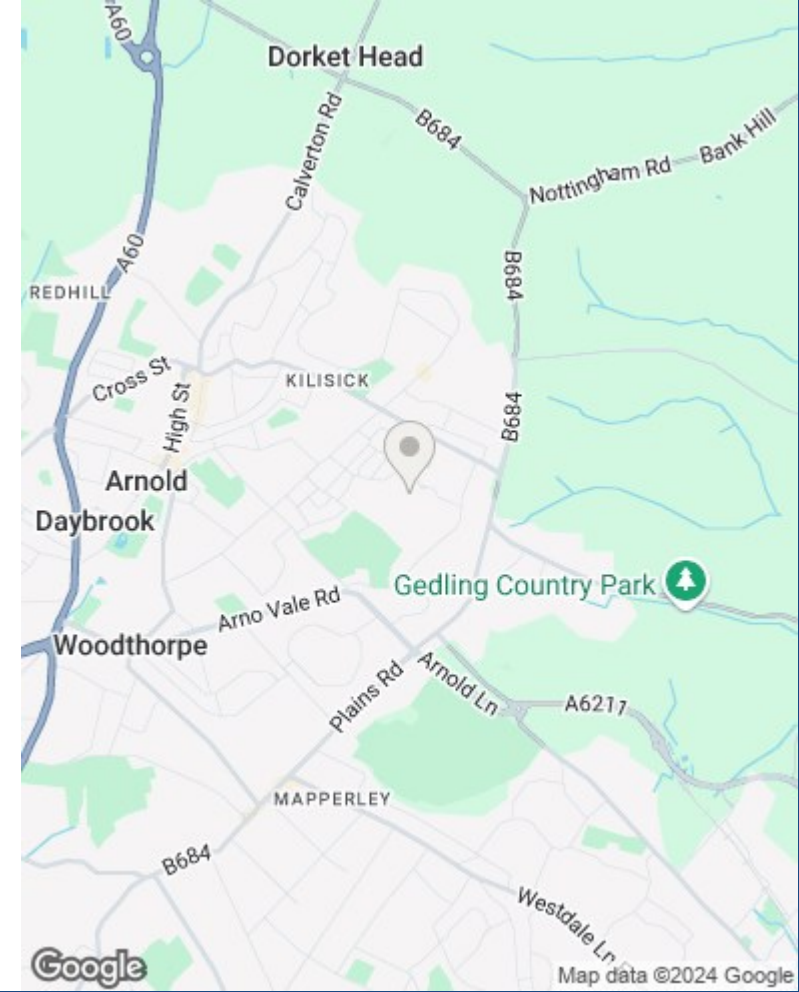 A60
Dorket Head
B684
Calverton Rd
Nottingham Rd
Bank Hill
A60
B684
REDHILL
Cross St
KILISICK
High St
B684
Arnold
Daybrook
Gedling Country Park
Arno Vale Rd
Woodthorpe
Arnold Ln
Plains Rd
A6211
MAPPERLEY
B684
Westdale Ln
Google
Map data ©2024 Google